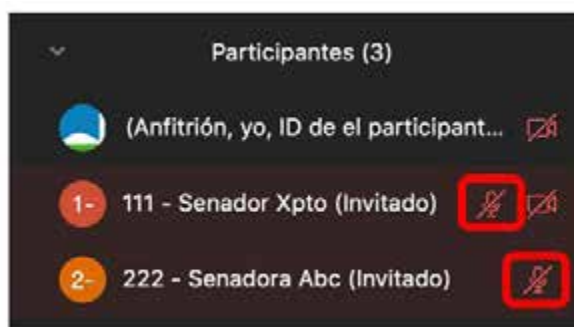 Participantes (3)
(Anfitrión, yo, ID de el participant...
1- 111 - Senador Xpto (Invitado)
2- 222 - Senadora Abc (Invitado)